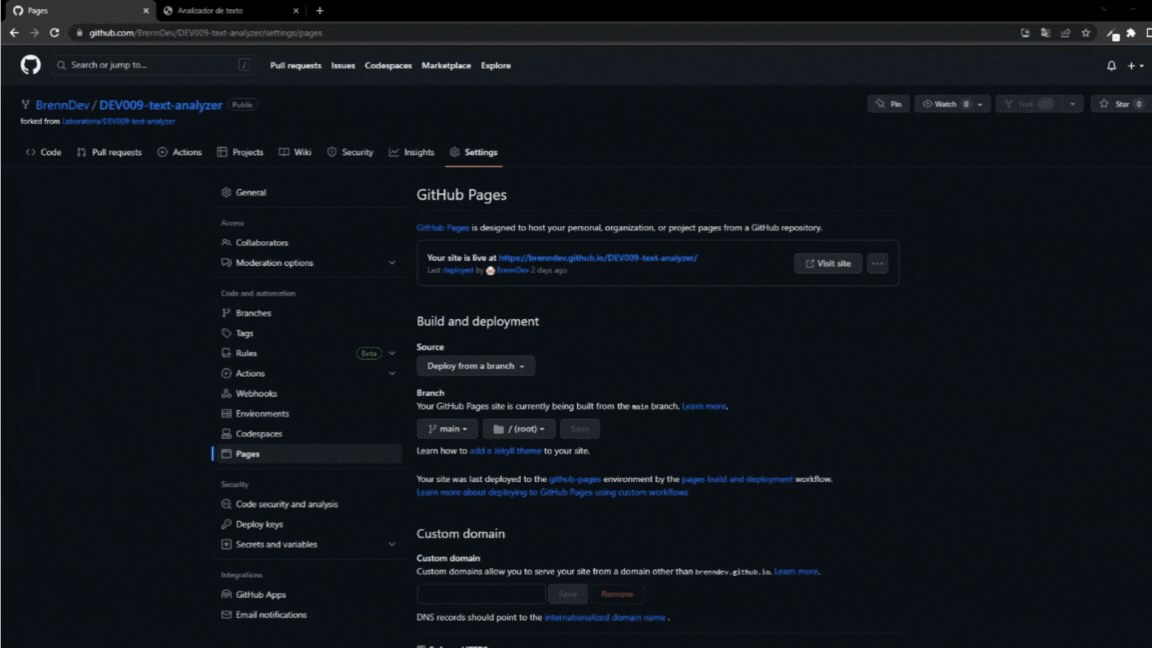 Pages
Analizador de texto
github.com/BrennDev/DEV009-text-analyzer/settings/pages
Search or jump to...
/
Pull requests
Issues
Codespaces
Marketplace
Explore
BrennDev / DEV009-text-analyzer
Public
Pin
Watch 0
Fork
Star 0
forked from Laboratoria/DEV009-text-analyzer
Code
Pull requests
Actions
Projects
Wiki
Security
Insights
Settings
General
Access
Collaborators
Moderation options
Code and automation
Branches
Tags
Rules
Beta
Actions
Webhooks
Environments
Codespaces
Pages
Security
Code security and analysis
Deploy keys
Secrets and variables
Integrations
GitHub Apps
Email notifications
GitHub Pages
GitHub Pages is designed to host your personal, organization, or project pages from a GitHub repository.
Your site is live at https://brenndev.github.io/DEV009-text-analyzer/
Last deployed by BrennDev 2 days ago
Visit site
Build and deployment
Source
Deploy from a branch
Branch
Your GitHub Pages site is currently being built from the main branch. Learn more.
main
/ (root)
Save
Learn how to add a Jekyll theme to your site.
Your site was last deployed to the github-pages environment by the pages build and deployment workflow.
Learn more about deploying to GitHub Pages using custom workflows
Custom domain
Custom domain
Custom domains allow you to serve your site from a domain other than brenndev.github.io. Learn more.
Save
Remove
DNS records should point to the internationalized domain name .